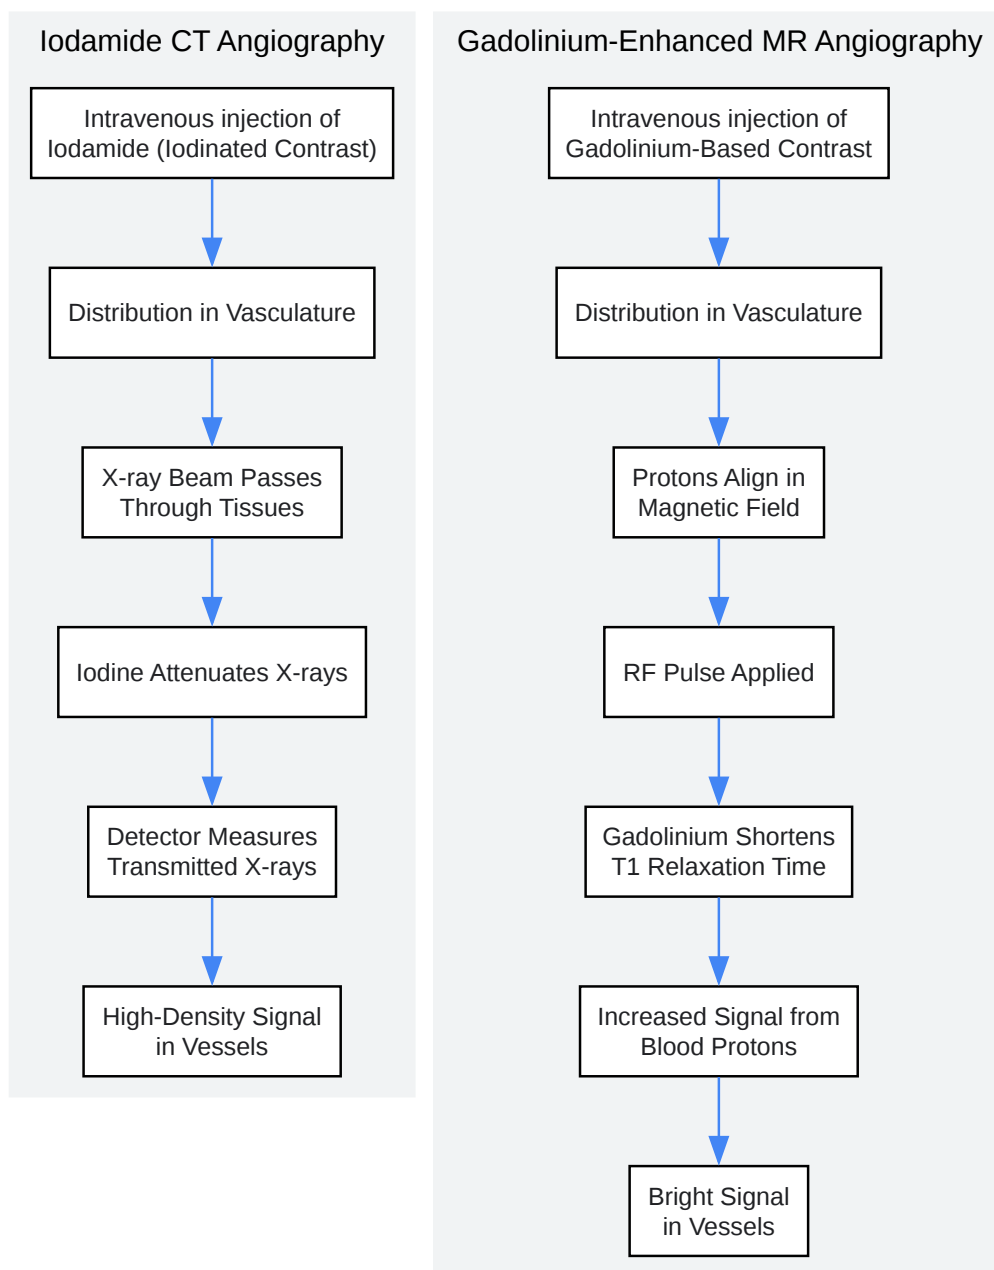 Iodamide CT Angiography
Intravenous injection of
Iodamide (Iodinated Contrast)
Distribution in Vasculature
X-ray Beam Passes
Through Tissues
Iodine Attenuates X-rays
Detector Measures
Transmitted X-rays
High-Density Signal
in Vessels
Gadolinium-Enhanced MR Angiography
Intravenous injection of
Gadolinium-Based Contrast
Distribution in Vasculature
Protons Align in
Magnetic Field
RF Pulse Applied
Gadolinium Shortens
T1 Relaxation Time
Increased Signal from
Blood Protons
Bright Signal
in Vessels